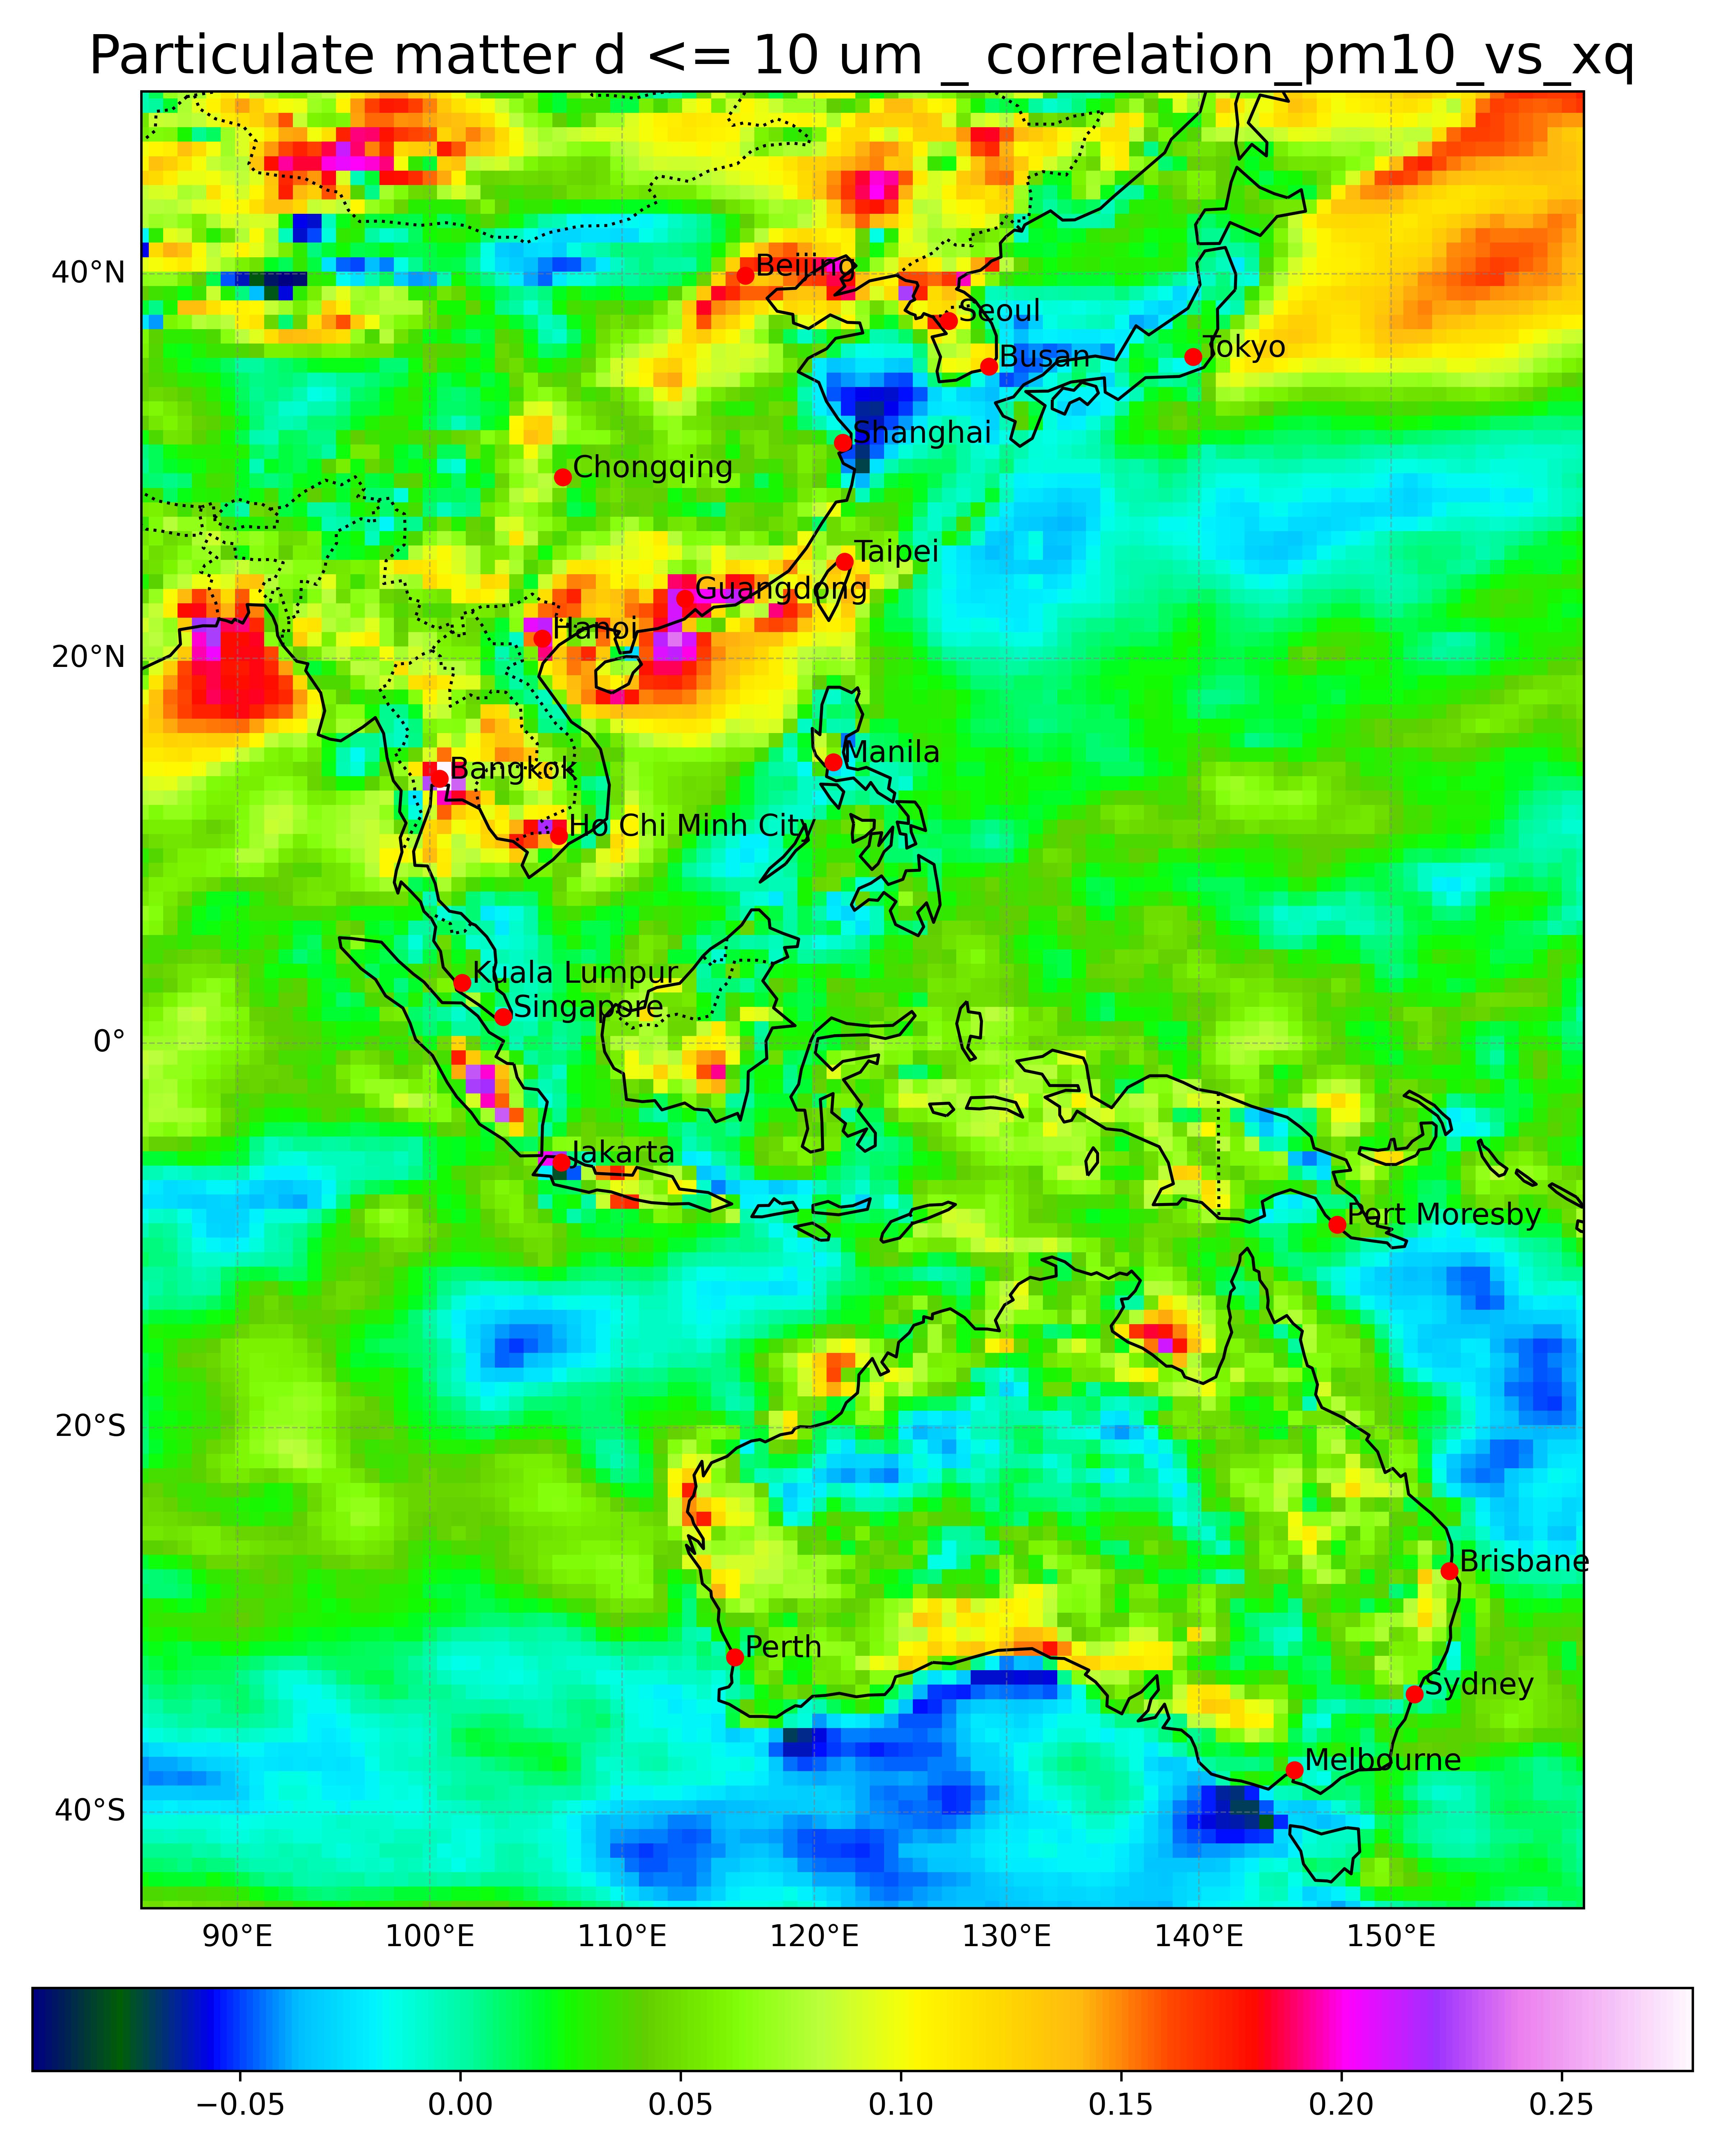 Particulate matter d <= 10 um _ correlation_pm10_vs_xq
40°N
Beijing
Seoul
Busan
Tokyo
Shanghai
Chongqing
Taipei
Guangdong
Hanoi
20°N
Manila
Bangkok
Ho Chi Minh City
Kuala Lumpur
Singapore
0°
Jakarta
Port Moresby
20°S
Brisbane
Perth
Sydney
Melbourne
40°S
90°E 100°E 110°E 120°E 130°E 140°E 150°E
−0.05 0.00 0.05 0.10 0.15 0.20 0.25